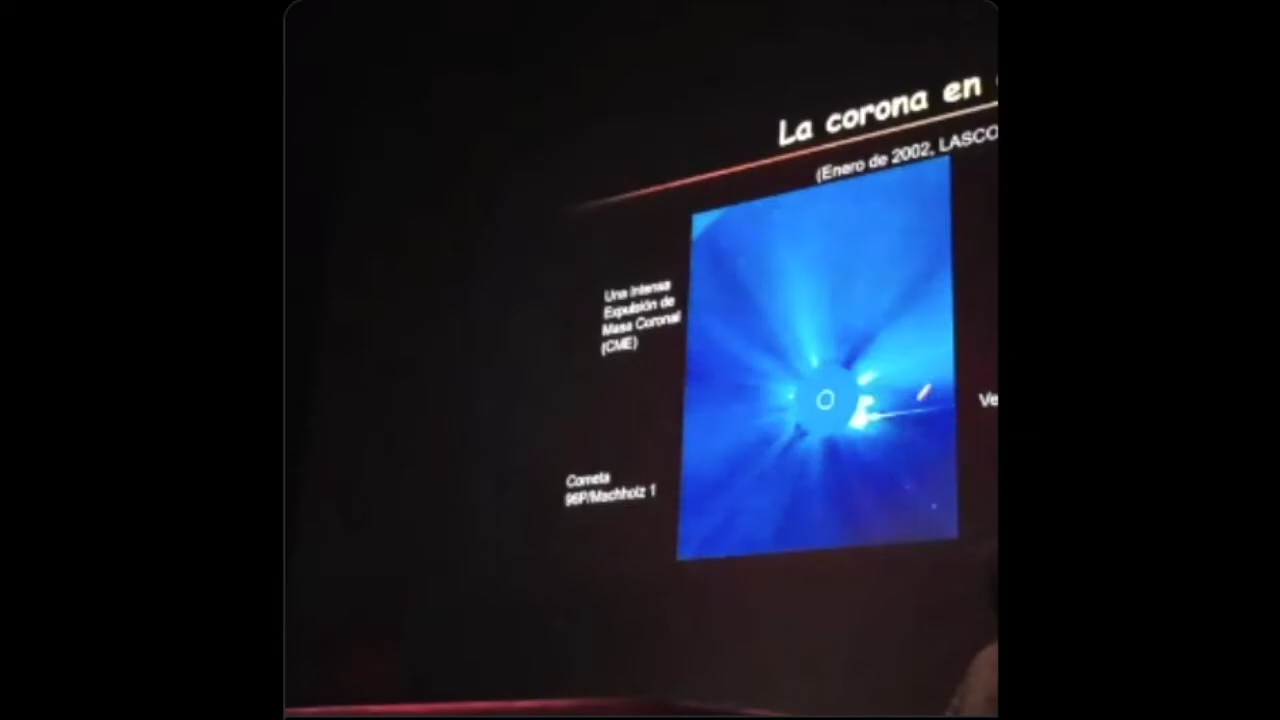 La corona en
(Enero de 2002, LASCO
Una intensa
Expulsión de
Masa Coronal
(CME)
Ve
Cometa
96P/Machholz 1